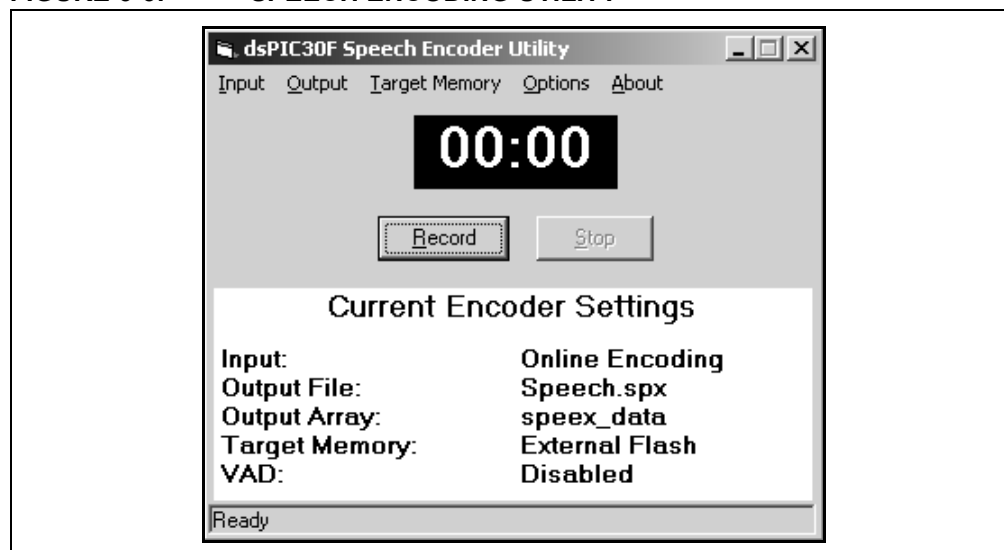 dsPIC30F Speech Encoder Utility
Input Output Target Memory Options About
00:00
Record Stop
Current Encoder Settings
Input: Online Encoding
Output File: Speech.spx
Output Array: speex_data
Target Memory: External Flash
VAD: Disabled
Ready